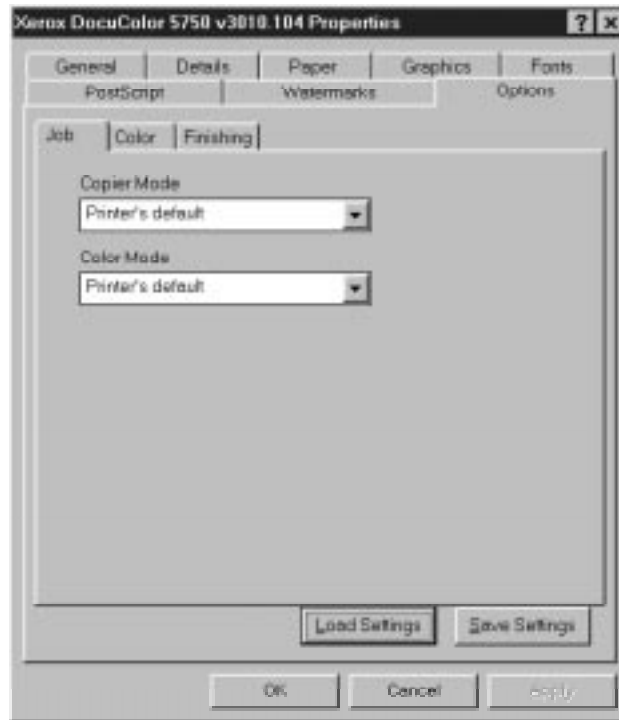 Xerox DocuColor 5750 v3010.104 Properties ? ×
General Details Paper Graphics Fonts
PostScript Watermarks Options
Job Color Finishing
Copier Mode
Printer's default
Color Mode
Printer's default
Load Settings Save Settings
OK Cancel Apply